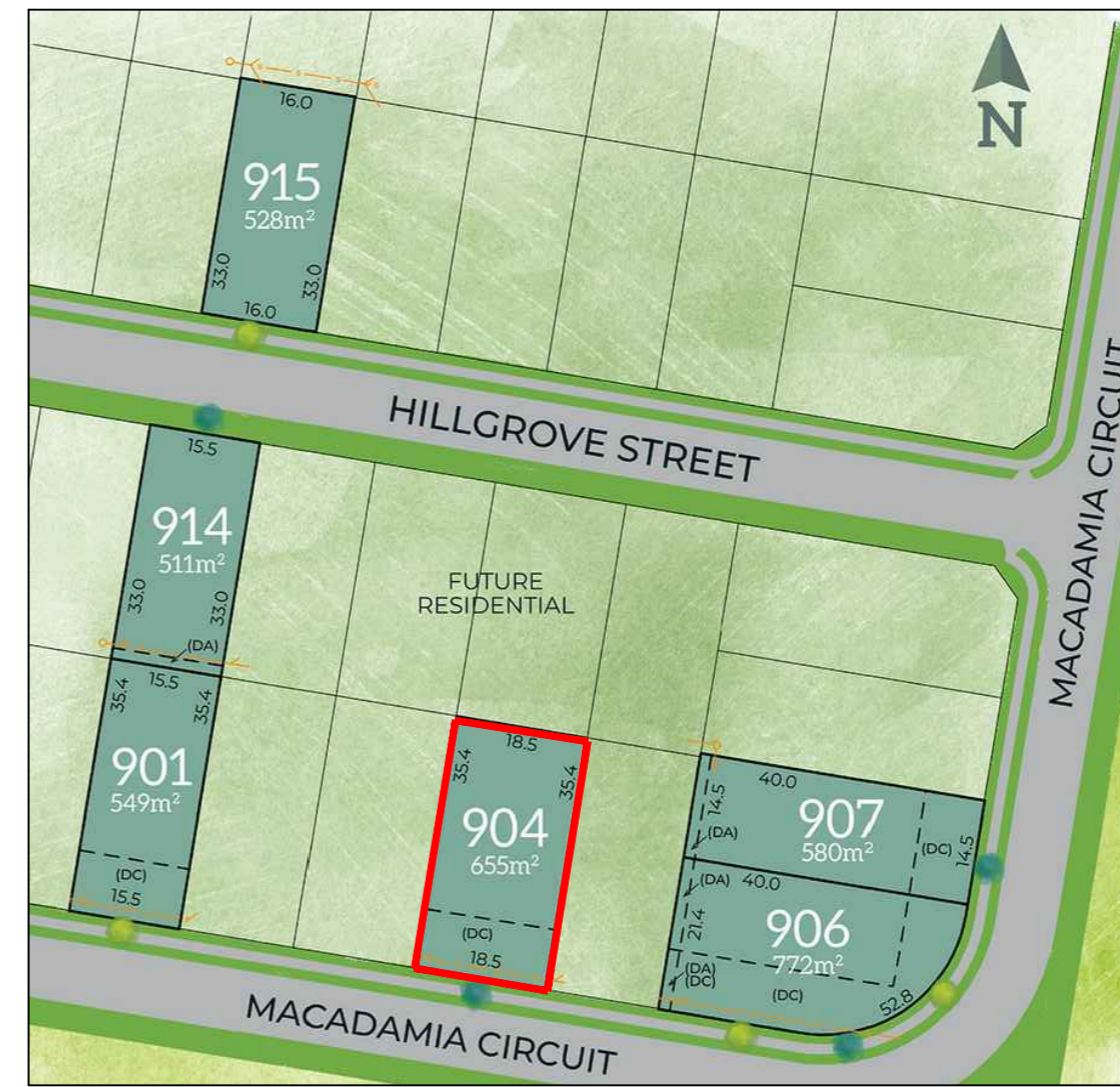 N
16.0
915
528m²
33.0
33.0
16.0
HILLGROVE STREET
MACADAMIA CIRCUIT
15.5
914
511m²
33.0
33.0
(DA)
FUTURE
RESIDENTIAL
15.5
35.4
35.4
901
549m²
(DC)
15.5
18.5
35.4
35.4
904
655m²
(DC)
18.5
40.0
14.5
907
580m²
(DA)
(DC)
14.5
(DA)
40.0
21.4
906
772m²
(DA)
(DC)
(DC)
52.8
MACADAMIA CIRCUIT